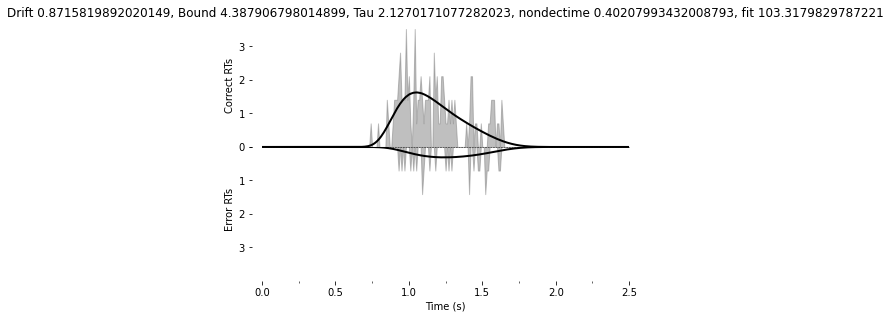 Drift 0.8715819892020149, Bound 4.387906798014899, Tau 2.1270171077282023, nondectime 0.40207993432008793, fit 103.3179829787221
3
2
Correct RTs
1
0
1
Error RTs
2
3
0.0 0.5 1.0 1.5 2.0 2.5
Time (s)